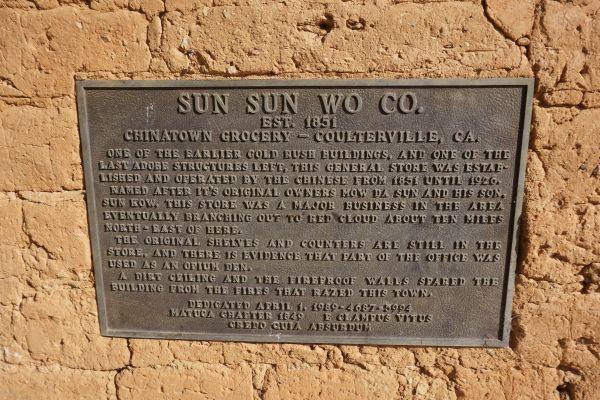 SUN SUN WO CO.
EST. 1851
CHINATOWN GROCERY - COULTERVILLE, CA.
ONE OF THE EARLIER GOLD RUSH BUILDINGS, AND ONE OF THE
LAST ADOBE STRUCTURES LEFT, THIS GENERAL STORE WAS ESTAB-
LISHED AND OPERATED BY THE CHINESE FROM 1851 UNTIL 1926.
NAMED AFTER IT'S ORIGINAL OWNERS HOW DA SUN AND HIS SON,
SUN KOW. THIS STORE WAS A MAJOR BUSINESS IN THE AREA
EVENTUALLY BRANCHING OUT TO RED CLOUD ABOUT TEN MILES
NORTH-EAST OF HERE.
THE ORIGINAL SHELVES AND COUNTERS ARE STILL IN THE
STORE, AND THERE IS EVIDENCE THAT PART OF THE OFFICE WAS
USED AS AN OPIUM DEN.
A DIRT CEILING AND THE FIREPROOF WALLS SPARED THE
BUILDING FROM THE FIRES THAT RAZED THIS TOWN.
DEDICATED APRIL 1, 1989-4687-5994
MATUCA CHAPTER 1849 E CLAMPUS VITUS
CREDO QUIA ABSURDUM